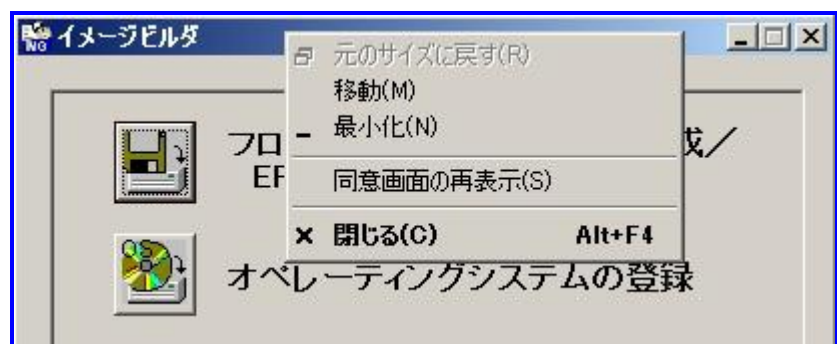 イメージビルダ
元のサイズに戻す(R)
移動(M)
最小化(N)
同意画面の再表示(S)
閉じる(C) Alt+F4
フロ 成/
EF
オペレーティングシステムの登録